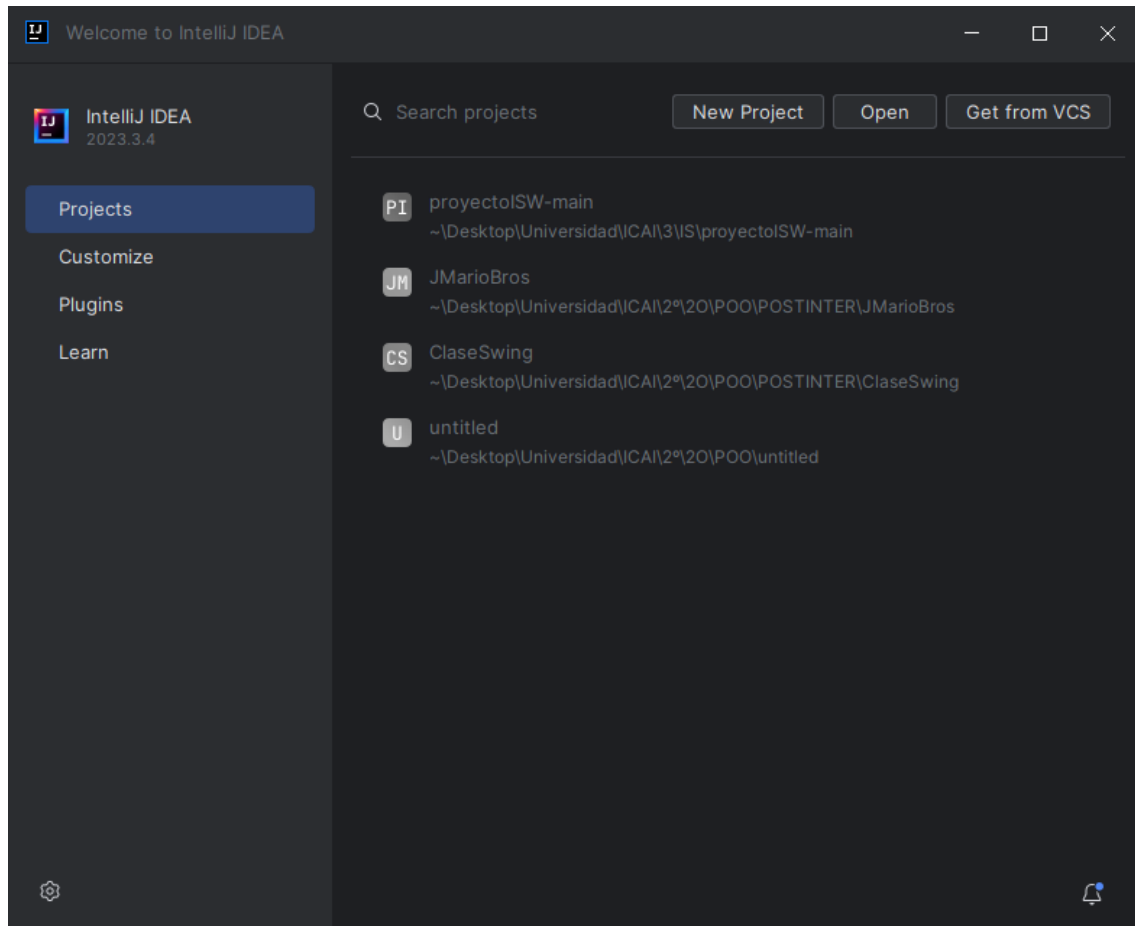 Welcome to IntelliJ IDEA
IntelliJ IDEA
2023.3.4
Projects
Customize
Plugins
Learn
Search projects
New Project
Open
Get from VCS
PI
proyectoISW-main
~\Desktop\Universidad\ICAI\3\IS\proyectoISW-main
JM
JMarioBros
~\Desktop\Universidad\ICAI\2º\2O\POO\POSTINTER\JMarioBros
CS
ClaseSwing
~\Desktop\Universidad\ICAI\2º\2O\POO\POSTINTER\ClaseSwing
U
untitled
~\Desktop\Universidad\ICAI\2º\2O\POO\untitled